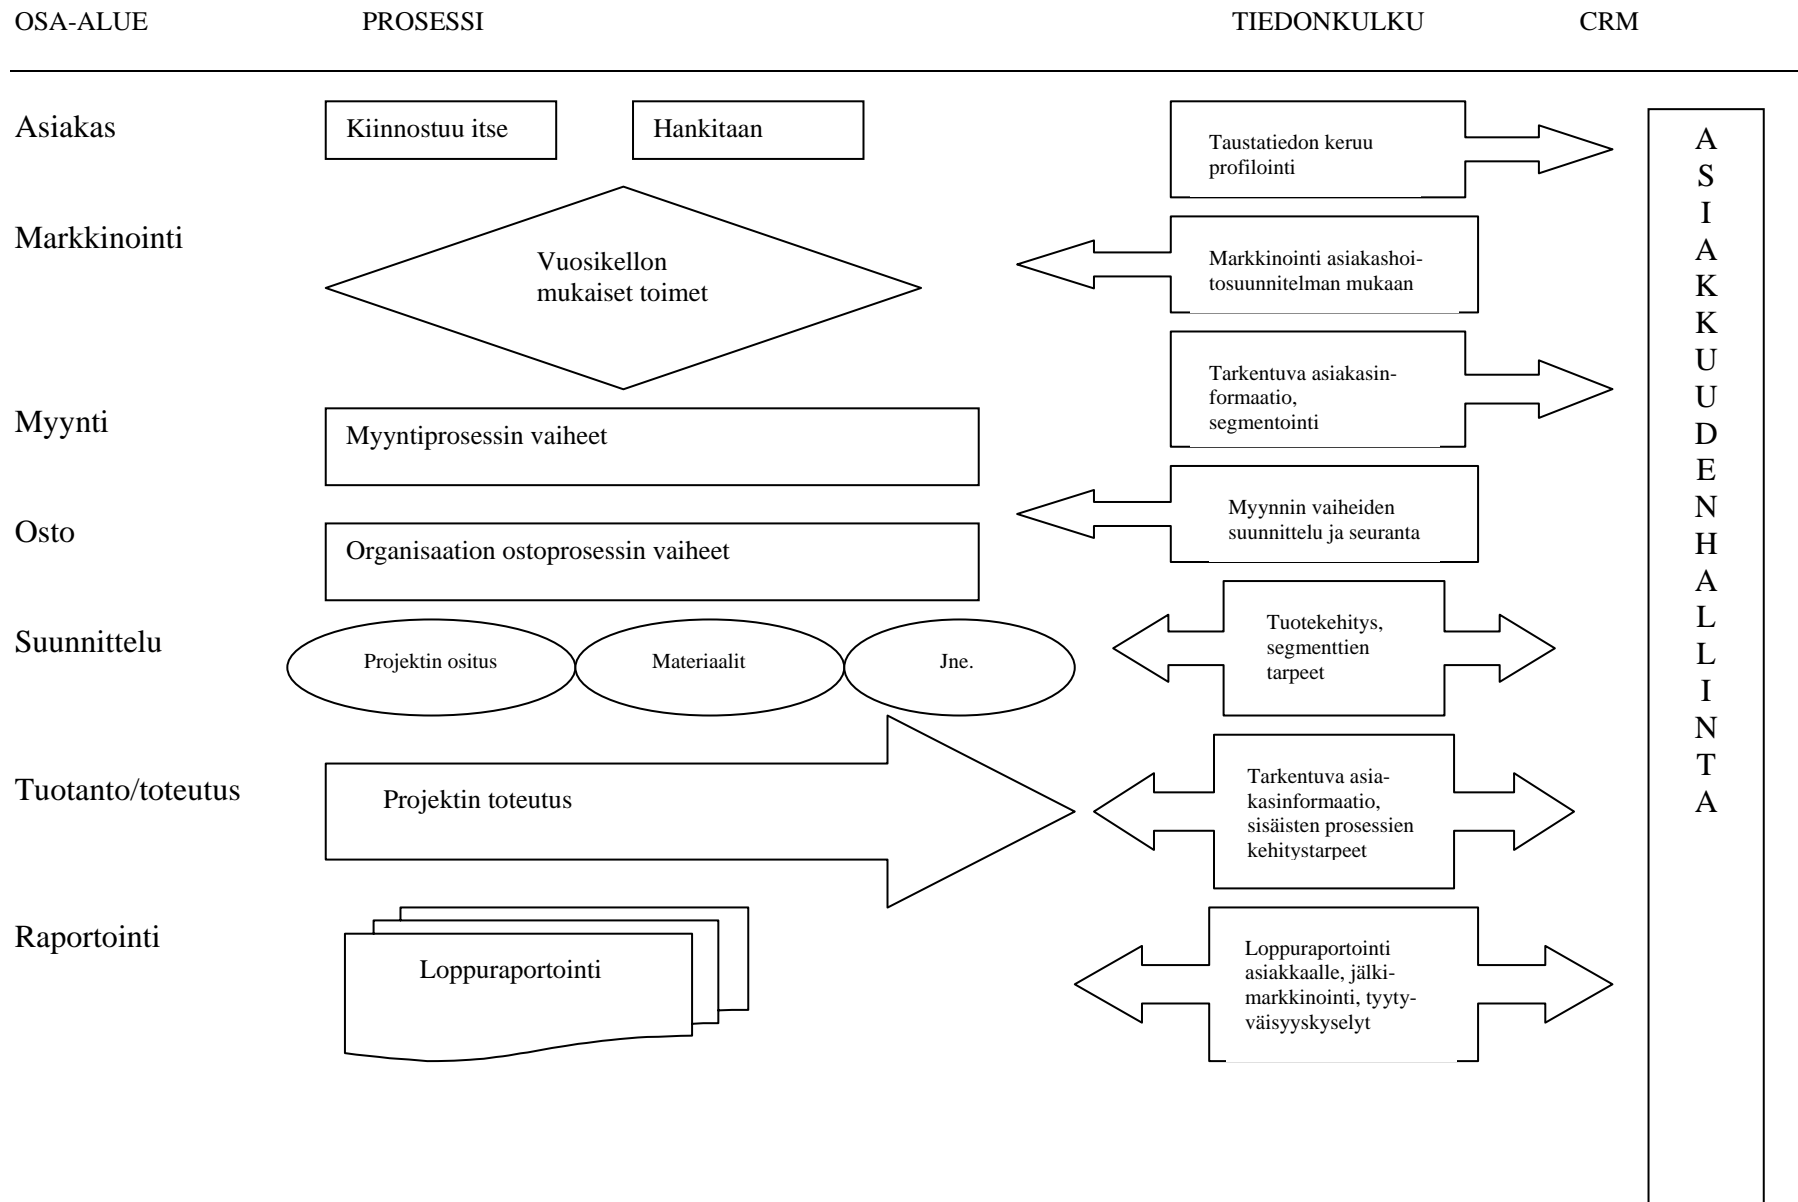 OSA-ALUE PROSESSI TIEDONKULKU CRM
Asiakas
Kiinnostuu itse
Hankitaan
Taustatiedon keruu
profilointi
Markkinointi
Vuosikellon
mukaiset toimet
Markkinointi asiakashoi-
tosuunnitelman mukaan
Tarkentuva asiakasin-
formaatio,
segmentointi
Myynti
Myyntiprosessin vaiheet
Myynnin vaiheiden
suunnittelu ja seuranta
Osto
Organisaation ostoprosessin vaiheet
Suunnittelu
Projektin ositus
Materiaalit
Jne.
Tuotekehitys,
segmenttien
tarpeet
Tuotanto/toteutus
Projektin toteutus
Tarkentuva asia-
kasinformaatio,
sisäisten prosessien
kehitystarpeet
Raportointi
Loppuraportointi
Loppuraportointi
asiakkaalle, jälki-
markkinointi, tyyty-
väisyyskyselyt
A
S
I
A
K
K
U
U
D
E
N
H
A
L
L
I
N
T
A